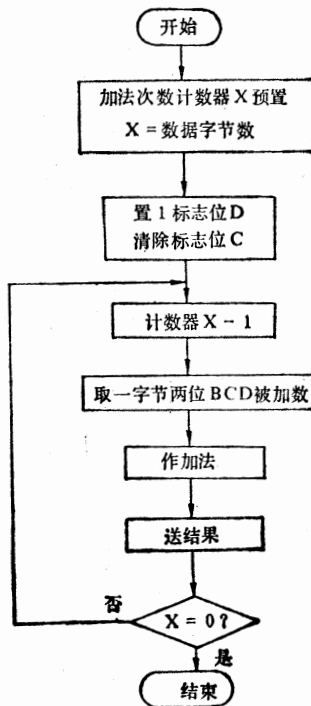 开始
加法次数计数器X预置
X=数据字节数
置1标志位D
清除标志位C
计数器X-1
取一字节两位BCD被加数
作加法
送结果
否
X=0?
是
结束